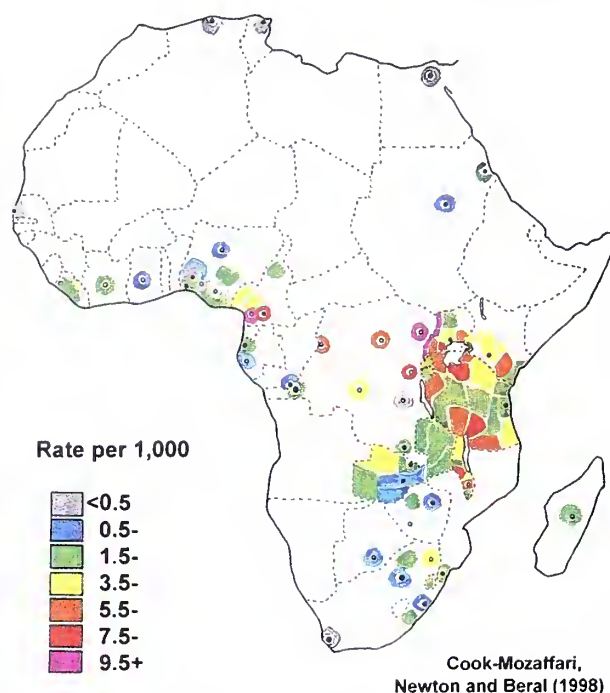 Rate per 1,000
<0.5
0.5-
1.5-
3.5-
5.5-
7.5-
9.5+
Cook-Mozaffari,
Newton and Beral (1998)